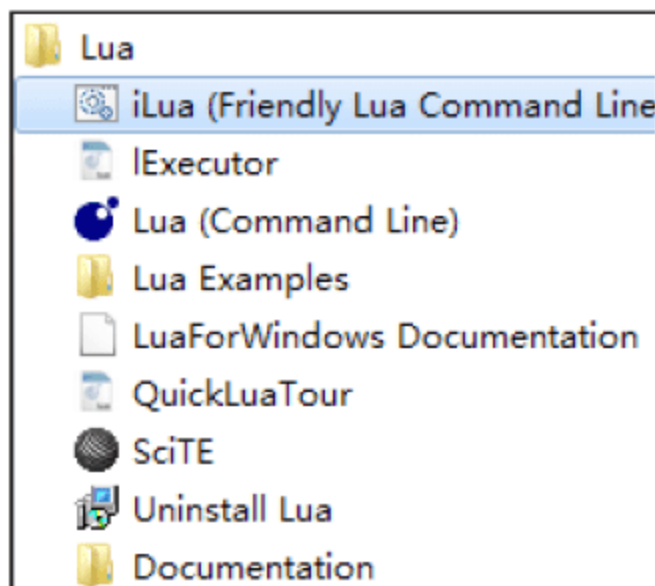 Lua
iLua (Friendly Lua Command Line
lExecutor
Lua (Command Line)
Lua Examples
LuaForWindows Documentation
QuickLuaTour
SciTE
Uninstall Lua
Documentation